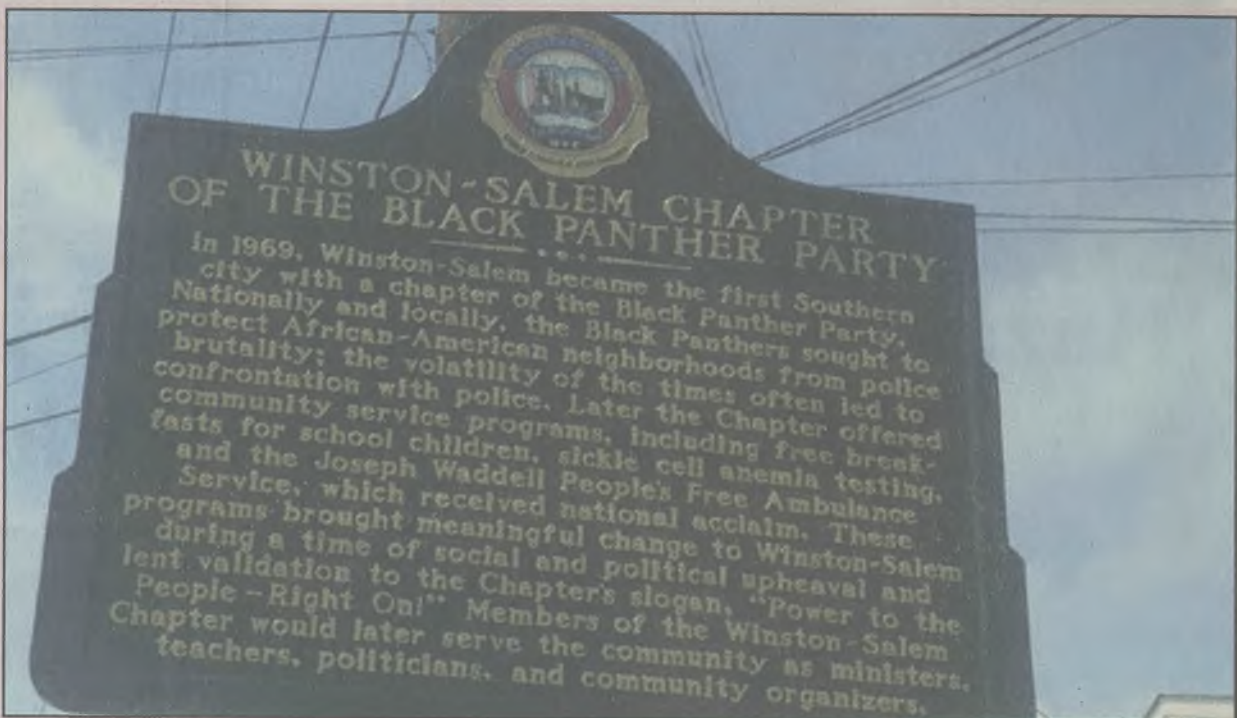 WINSTON-SALEM CHAPTER
OF THE BLACK PANTHER PARTY
In 1969, Winston-Salem became the first Southern
city with a chapter of the Black Panther Party.
Nationally and locally, the Black Panthers sought to
protect African-American neighborhoods from police
brutality; the volatility of the times often led to
confrontation with police. Later the Chapter offered
community service programs, including free break-
fasts for school children, sickle cell anemia testing,
and the Joseph Waddell People's Free Ambulance
Service, which received national acclaim. These
programs brought meaningful change to Winston-Salem
during a time of social and political upheaval and
lent validation to the Chapter's slogan, "Power to the
People - Right On!" Members of the Winston-Salem
Chapter would later serve the community as ministers,
teachers, politicians, and community organizers.